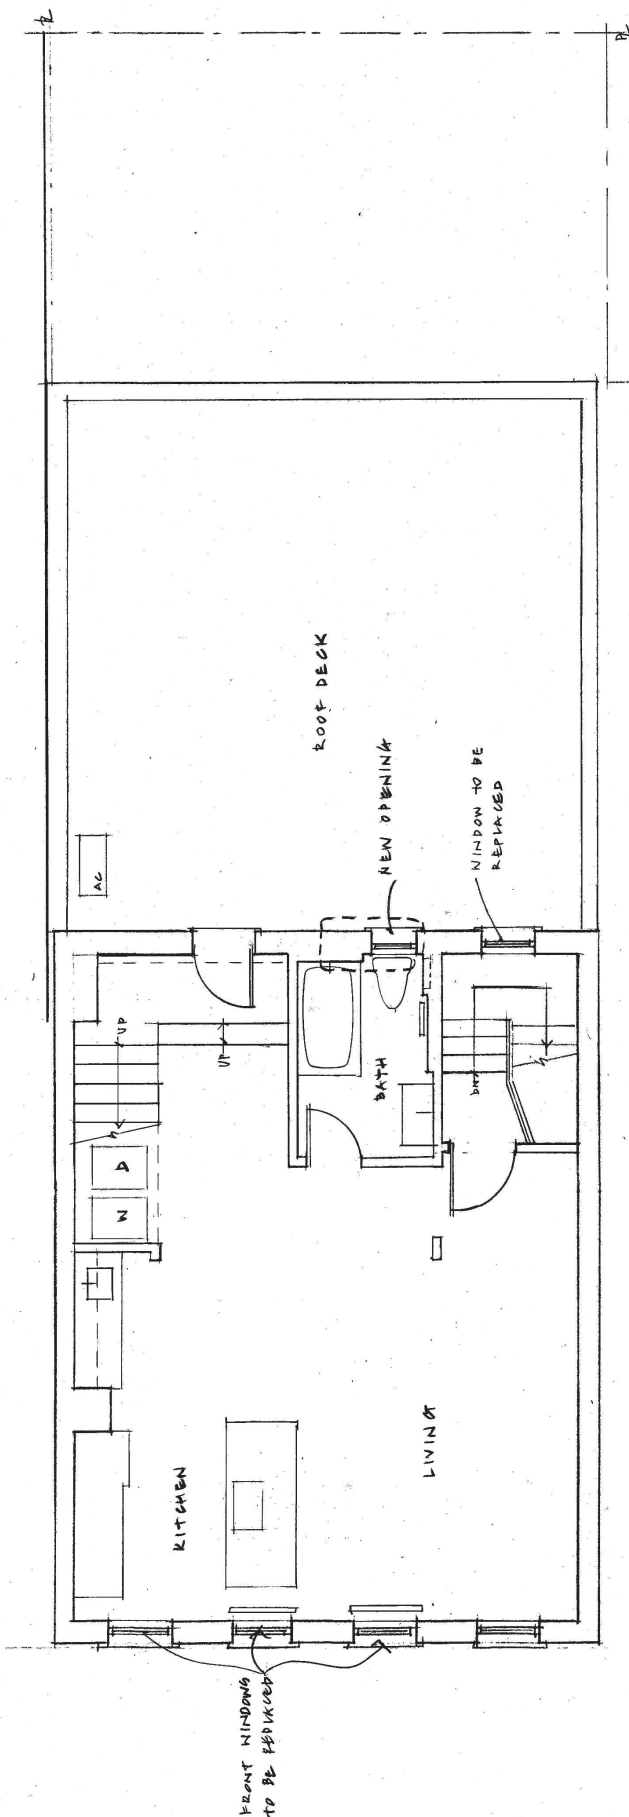 PL
PL
ROOF DECK
AC
NEW OPENING
WINDOW TO BE
REPLACED
UP
UP
BATH
DN
D
W
KITCHEN
LIVING
FRONT WINDOWS
TO BE REPLACED